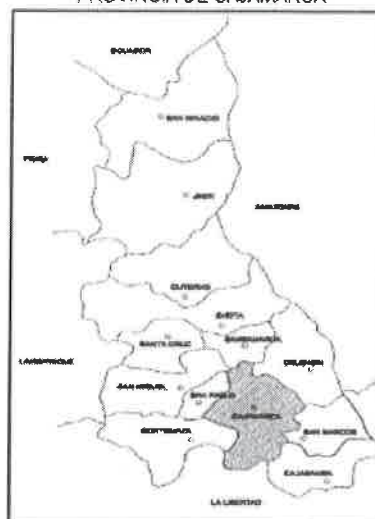 PROVINCIA DE CAJAMARCA
ECUADOR
SAN IGNACIO
PIURA
JAEN
AMAZONAS
CUTERVO
CHOTA
SANTA CRUZ
HUALGAYOC
CELENDIN
LAMBAYEQUE
SAN MIGUEL
SAN PABLO
CAJAMARCA
CONTUMAZA
SAN MARCOS
CAJABAMBA
LA LIBERTAD